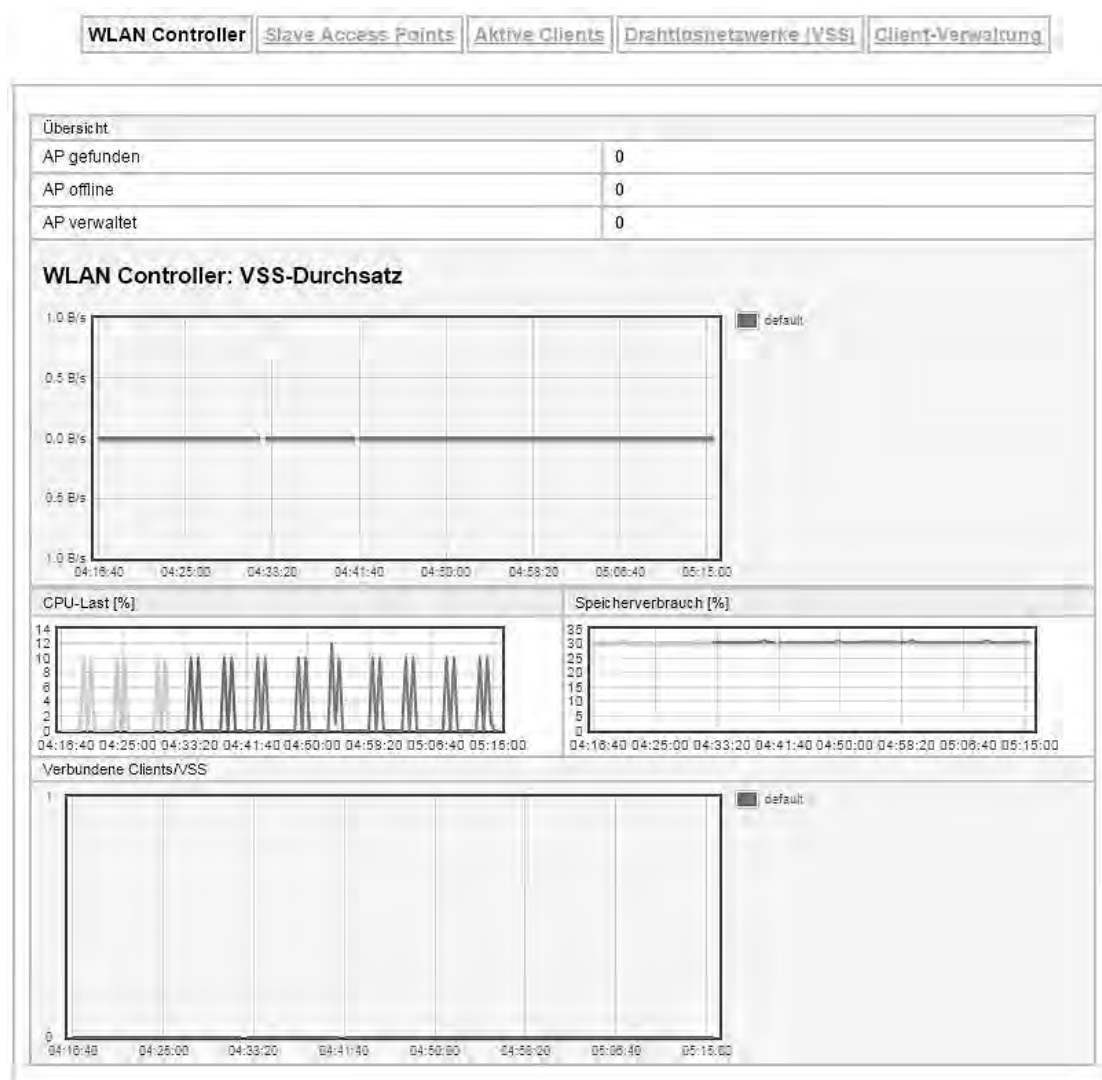 WLAN Controller Slave Access Points Aktive Clients Drahtlosnetzwerke (VSS) Client-Verwaltung
Übersicht
AP gefunden 0
AP offline 0
AP verwaltet 0
WLAN Controller: VSS-Durchsatz
1.0 B/s
default
0.5 B/s
0.0 B/s
0.5 B/s
1.0 B/s
04:16:40 04:25:00 04:33:20 04:41:40 04:50:00 04:58:20 05:06:40 05:15:00
CPU-Last [%] Speicherverbrauch [%]
14 35
12 30
10 25
8 20
6 15
4 10
2 5
0 0
04:16:40 04:25:00 04:33:20 04:41:40 04:50:00 04:58:20 05:06:40 05:15:00 04:16:40 04:25:00 04:33:20 04:41:40 04:50:00 04:58:20 05:06:40 05:15:00
Verbundene Clients/VSS
1
default
0
04:16:40 04:25:00 04:33:20 04:41:40 04:50:00 04:58:20 05:06:40 05:15:00